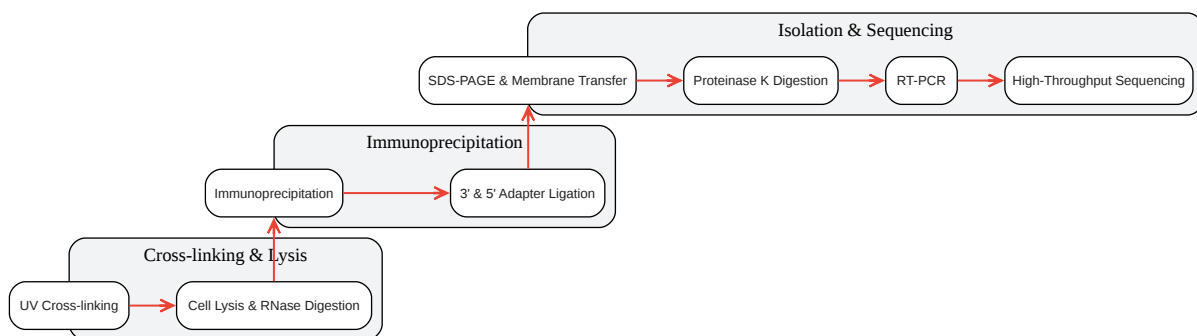 Isolation & Sequencing
SDS-PAGE & Membrane Transfer
Proteinase K Digestion
RT-PCR
High-Throughput Sequencing
Immunoprecipitation
Immunoprecipitation
3' & 5' Adapter Ligation
Cross-linking & Lysis
UV Cross-linking
Cell Lysis & RNase Digestion